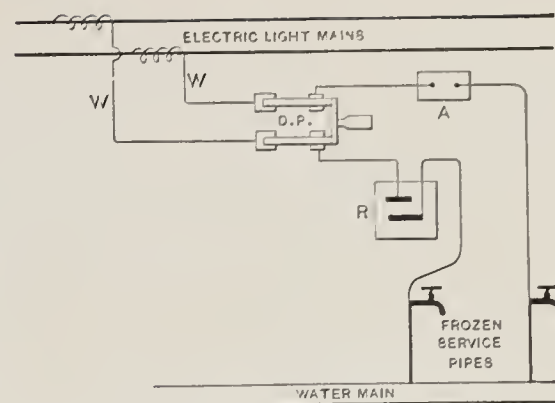 ELECTRIC LIGHT MAINS
W
W
D.P.
A
R
FROZEN
SERVICE
PIPES
WATER MAIN